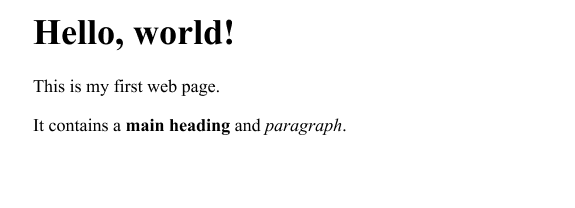 Hello, world!
This is my first web page.
It contains a main heading and paragraph.